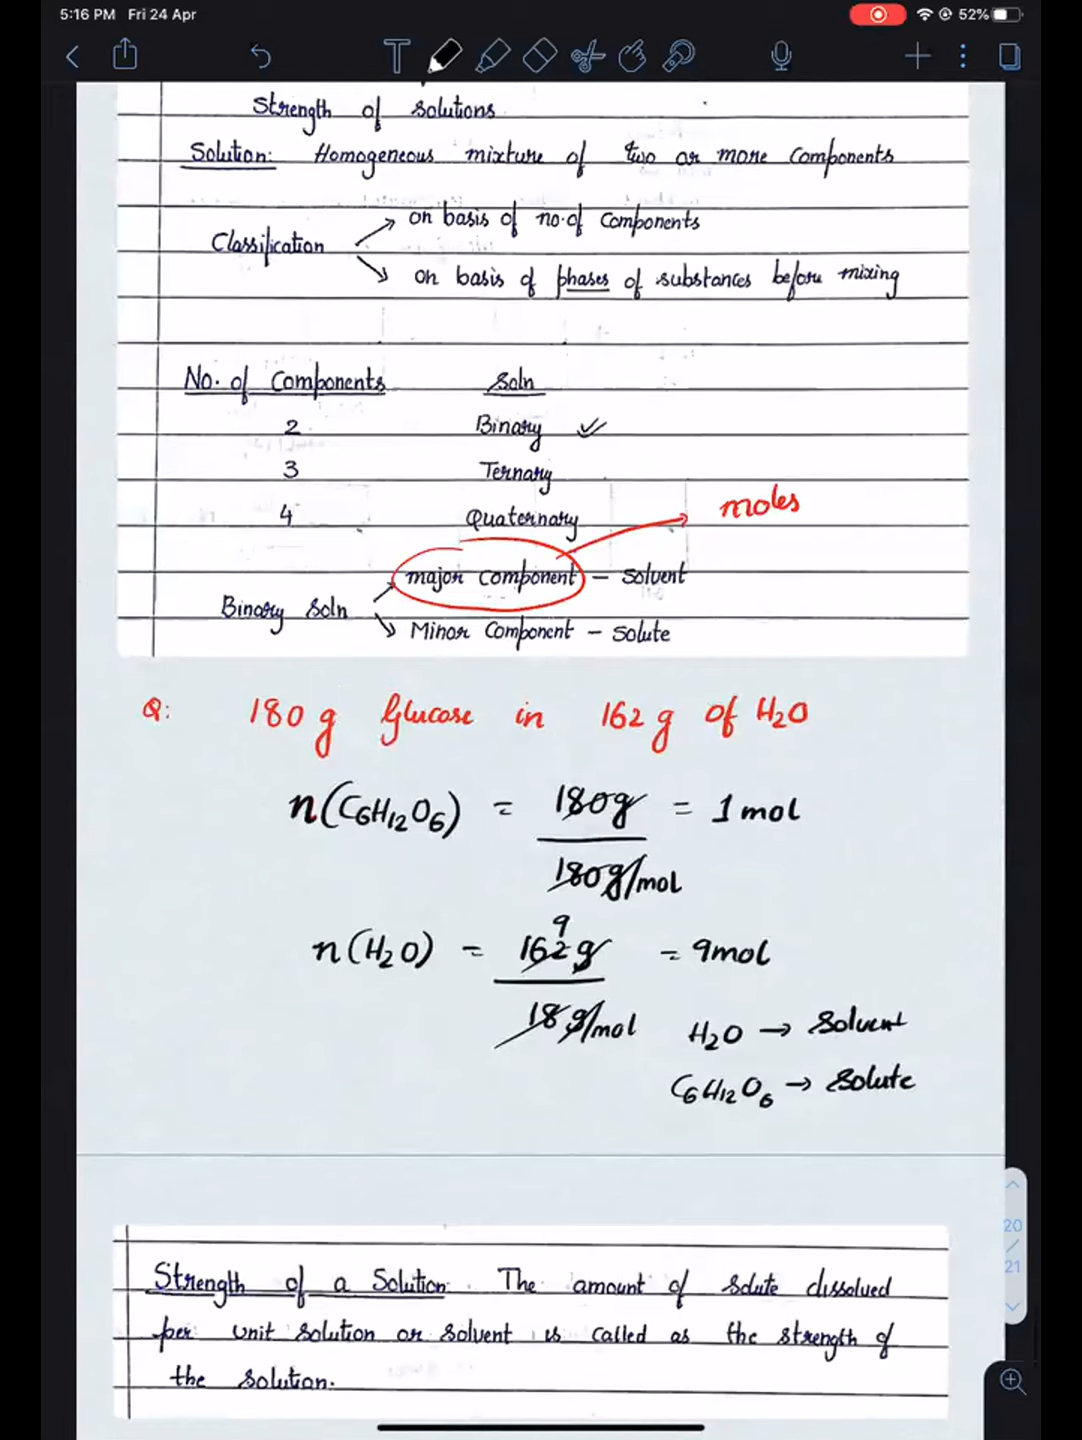 5:16 PM Fri 24 Apr 52%
T
Strength of Solutions
Solution: Homogeneous mixture of two or more Components
Classification
on basis of no.of Components
on basis of phases of substances before mixing
No. of Components Soln
2 Binary
3 Ternary
4 Quaternary
moles
major Component - Solvent
Binary Soln
Minor Component - Solute
Q: 180 g Glucose in 162 g of H2O
n(C6H12O6) = 180g = 1 mol
180g/mol
9
n(H2O) = 162g = 9mol
18g/mol
H2O → Solvent
C6H12O6 → Solute
20
/
21
Strength of a Solution: The amount of solute dissolved
per unit solution or solvent is called as the strength of
the solution.